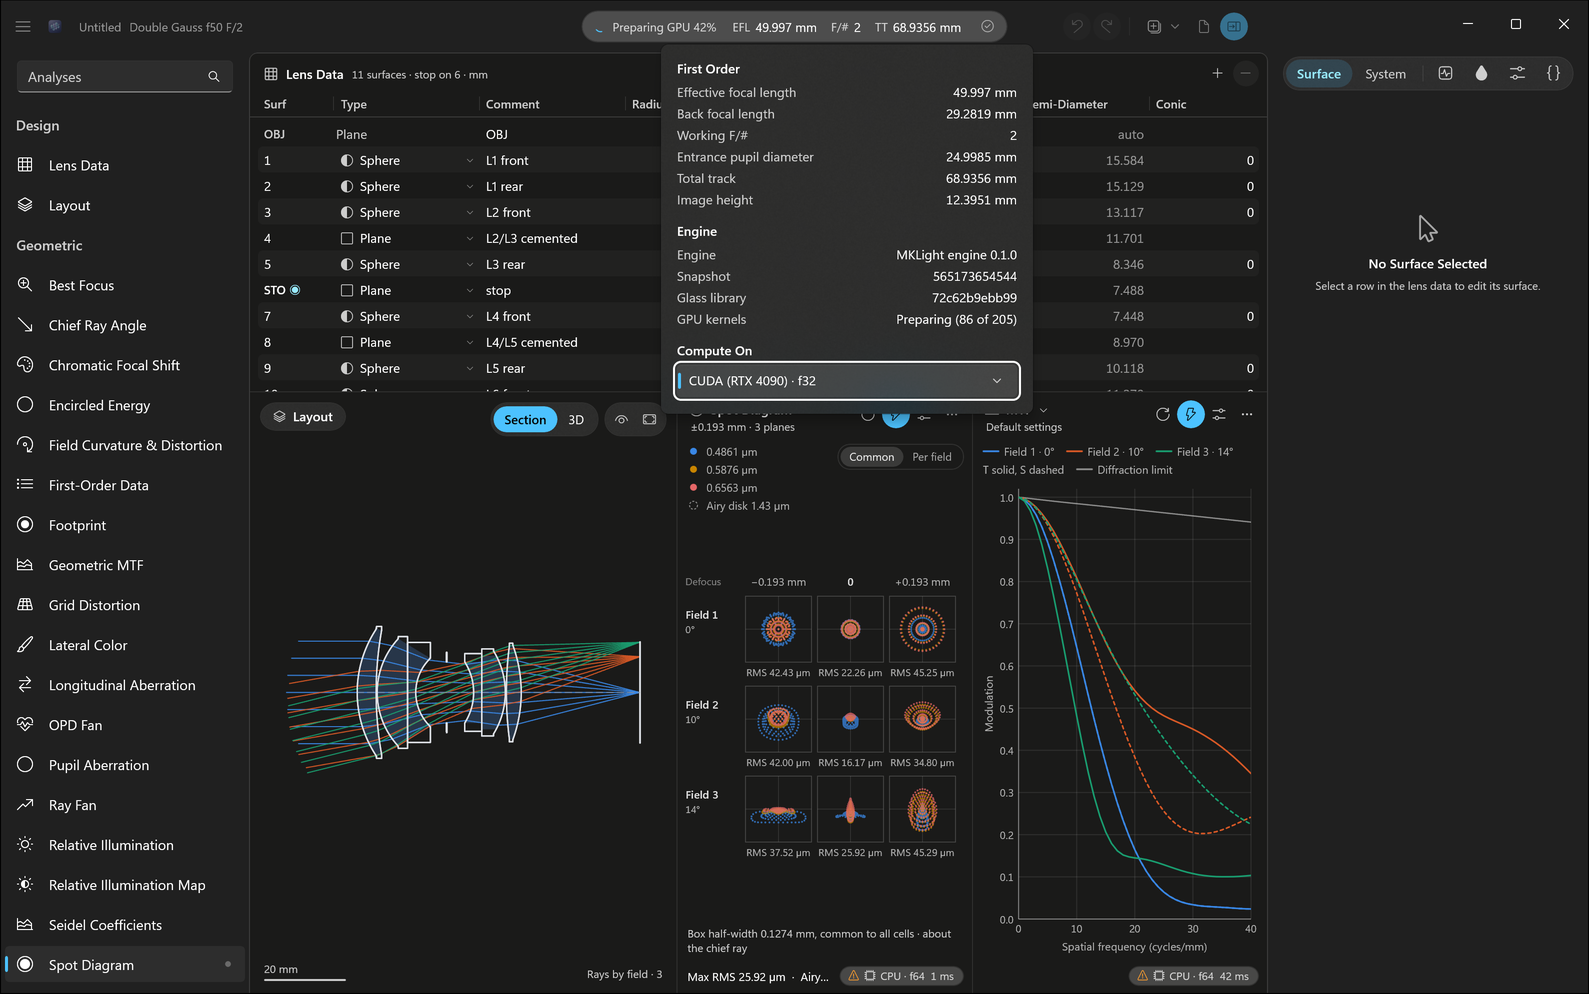 Untitled Double Gauss f50 F/2
Preparing GPU 42% EFL 49.997 mm F/# 2 TT 68.9356 mm
Analyses
Design
Lens Data
Layout
Geometric
Best Focus
Chief Ray Angle
Chromatic Focal Shift
Encircled Energy
Field Curvature & Distortion
First-Order Data
Footprint
Geometric MTF
Grid Distortion
Lateral Color
Longitudinal Aberration
OPD Fan
Pupil Aberration
Ray Fan
Relative Illumination
Relative Illumination Map
Seidel Coefficients
Spot Diagram
Lens Data 11 surfaces · stop on 6 · mm
Surf Type Comment
Conic
OBJ Plane OBJ auto
1 Sphere L1 front 15.584 0
2 Sphere L1 rear 15.129 0
3 Sphere L2 front 13.117 0
4 Plane L2/L3 cemented 11.701
5 Sphere L3 rear 8.346 0
STO Plane stop 7.488
7 Sphere L4 front 7.448 0
8 Plane L4/L5 cemented 8.970
9 Sphere L5 rear 10.118 0
First Order
Effective focal length 49.997 mm
Back focal length 29.2819 mm
Working F/# 2
Entrance pupil diameter 24.9985 mm
Total track 68.9356 mm
Image height 12.3951 mm
Engine
Engine MKLight engine 0.1.0
Snapshot 565173654544
Glass library 72c62b9ebb99
GPU kernels Preparing (86 of 205)
Compute On
CUDA (RTX 4090) · f32
Surface System {}
No Surface Selected
Select a row in the lens data to edit its surface.
Layout
Section 3D
20 mm
Rays by field · 3
±0.193 mm · 3 planes
0.4861 µm
0.5876 µm
0.6563 µm
Airy disk 1.43 µm
Common Per field
Defocus −0.193 mm 0 +0.193 mm
Field 1
0°
RMS 42.43 µm RMS 22.26 µm RMS 45.25 µm
Field 2
10°
RMS 42.00 µm RMS 16.17 µm RMS 34.80 µm
Field 3
14°
RMS 37.52 µm RMS 25.92 µm RMS 45.29 µm
Box half-width 0.1274 mm, common to all cells · about
the chief ray
Max RMS 25.92 µm · Airy... CPU · f64 1 ms
Default settings
Field 1 · 0° Field 2 · 10° Field 3 · 14°
T solid, S dashed Diffraction limit
Modulation
1.0
0.9
0.8
0.7
0.6
0.5
0.4
0.3
0.2
0.1
0.0
0 10 20 30 40
Spatial frequency (cycles/mm)
CPU · f64 42 ms